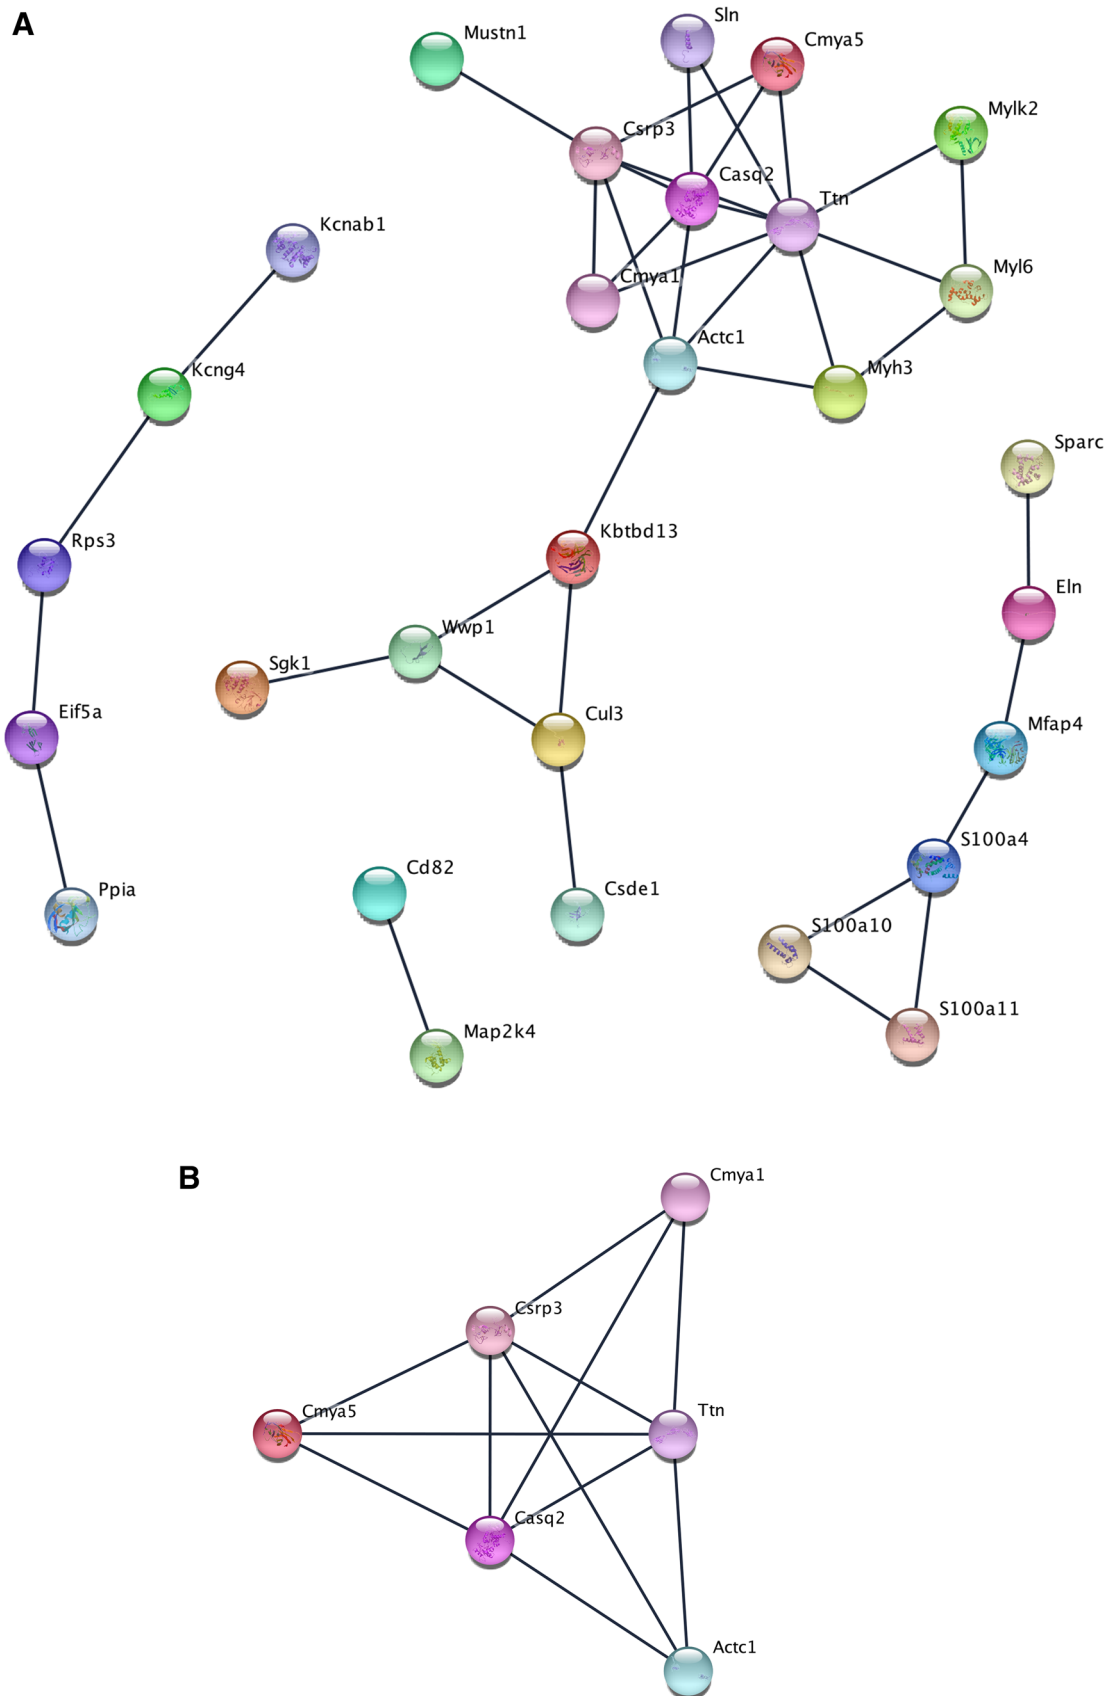 A
Mustn1
Sln
Cmya5
Mylk2
Csrp3
Casq2
Ttn
Kcnab1
Cmya1
Myl6
Actc1
Kcng4
Myh3
Sparc
Rps3
Kbtbd13
Eln
Wwp1
Sgk1
Eif5a
Cul3
Mfap4
S100a4
Cd82
Ppia
Csde1
S100a10
S100a11
Map2k4
B
Cmya1
Csrp3
Cmya5
Ttn
Casq2
Actc1